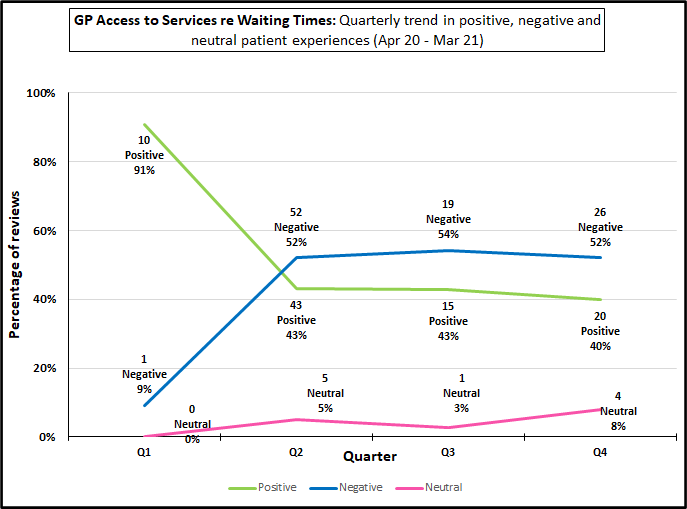 GP Access to Services re Waiting Times: Quarterly trend in positive, negative and
neutral patient experiences (Apr 20 - Mar 21)
Percentage of reviews
100%
80%
60%
40%
20%
0%
10
Positive
91%
1
Negative
9%
0
Neutral
0%
52
Negative
52%
43
Positive
43%
5
Neutral
5%
19
Negative
54%
15
Positive
43%
1
Neutral
3%
26
Negative
52%
20
Positive
40%
4
Neutral
8%
Q1
Q2
Q3
Q4
Quarter
Positive
Negative
Neutral